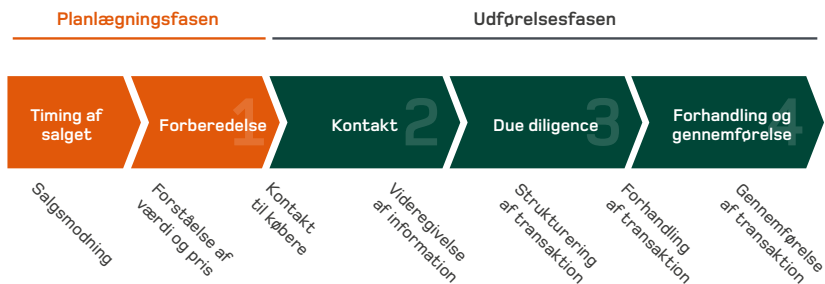 Planlægningsfasen
Udførelsesfasen
Timing af
salget
Forberedelse
1
Kontakt
2
Due diligence
3
Forhandling og
gennemførelse
4
Salgsmodning
Forståelse af
værdi og pris
Kontakt
til købere
Videregivelse
af information
Strukturering
af transaktion
Forhandling
af transaktion
Gennemførelse
af transaktion